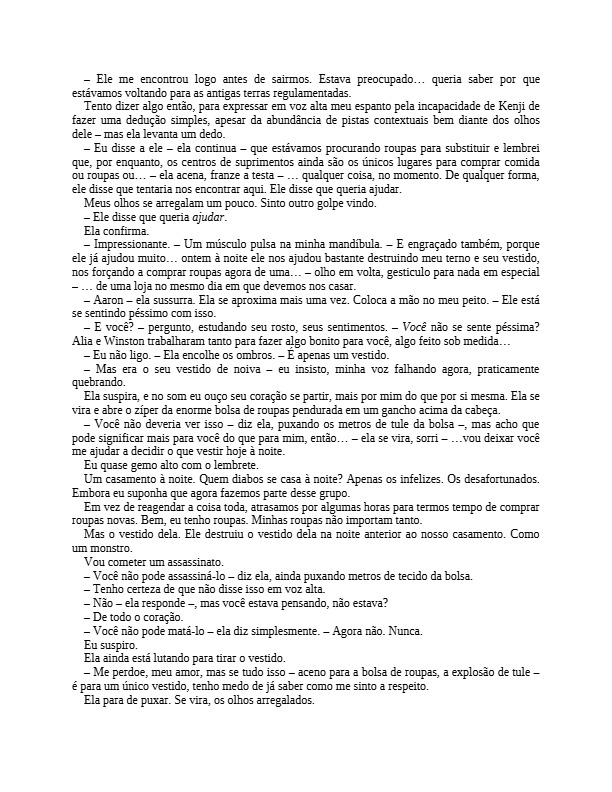 – Ele me encontrou logo antes de sairmos. Estava preocupado… queria saber por que
estávamos voltando para as antigas terras regulamentadas.
Tento dizer algo então, para expressar em voz alta meu espanto pela incapacidade de Kenji de
fazer uma dedução simples, apesar da abundância de pistas contextuais bem diante dos olhos
dele – mas ela levanta um dedo.
– Eu disse a ele – ela continua – que estávamos procurando roupas para substituir e lembrei
que, por enquanto, os centros de suprimentos ainda são os únicos lugares para comprar comida
ou roupas ou… – ela acena, franze a testa – … qualquer coisa, no momento. De qualquer forma,
ele disse que tentaria nos encontrar aqui. Ele disse que queria ajudar.
Meus olhos se arregalam um pouco. Sinto outro golpe vindo.
– Ele disse que queria ajudar.
Ela confirma.
– Impressionante. – Um músculo pulsa na minha mandíbula. – E engraçado também, porque
ele já ajudou muito… ontem à noite ele nos ajudou bastante destruindo meu terno e seu vestido,
nos forçando a comprar roupas agora de uma… – olho em volta, gesticulo para nada em especial
– … de uma loja no mesmo dia em que devemos nos casar.
– Aaron – ela sussurra. Ela se aproxima mais uma vez. Coloca a mão no meu peito. – Ele está
se sentindo péssimo com isso.
– E você? – pergunto, estudando seu rosto, seus sentimentos. – Você não se sente péssima?
Alia e Winston trabalharam tanto para fazer algo bonito para você, algo feito sob medida…
– Eu não ligo. – Ela encolhe os ombros. – É apenas um vestido.
– Mas era o seu vestido de noiva – eu insisto, minha voz falhando agora, praticamente
quebrando.
Ela suspira, e no som eu ouço seu coração se partir, mais por mim do que por si mesma. Ela se
vira e abre o zíper da enorme bolsa de roupas pendurada em um gancho acima da cabeça.
– Você não deveria ver isso – diz ela, puxando os metros de tule da bolsa –, mas acho que
pode significar mais para você do que para mim, então… – ela se vira, sorri – …vou deixar você
me ajudar a decidir o que vestir hoje à noite.
Eu quase gemo alto com o lembrete.
Um casamento à noite. Quem diabos se casa à noite? Apenas os infelizes. Os desafortunados.
Embora eu suponha que agora fazemos parte desse grupo.
Em vez de reagendar a coisa toda, atrasamos por algumas horas para termos tempo de comprar
roupas novas. Bem, eu tenho roupas. Minhas roupas não importam tanto.
Mas o vestido dela. Ele destruiu o vestido dela na noite anterior ao nosso casamento. Como
um monstro.
Vou cometer um assassinato.
– Você não pode assassiná-lo – diz ela, ainda puxando metros de tecido da bolsa.
– Tenho certeza de que não disse isso em voz alta.
– Não – ela responde –, mas você estava pensando, não estava?
– De todo o coração.
– Você não pode matá-lo – ela diz simplesmente. – Agora não. Nunca.
Eu suspiro.
Ela ainda está lutando para tirar o vestido.
– Me perdoe, meu amor, mas se tudo isso – aceno para a bolsa de roupas, a explosão de tule –
é para um único vestido, tenho medo de já saber como me sinto a respeito.
Ela para de puxar. Se vira, os olhos arregalados.